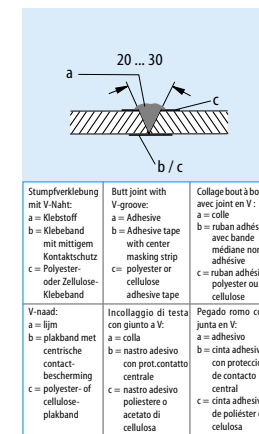 20 ... 30
a
c
b / c
Stumpfverklebung
mit V-Naht:
a = Klebstoff
b = Klebeband
mit mittigem
Kontaktschutz
c = Polyester-
oder Zellulose-
Klebeband
Butt joint with
V-groove:
a = Adhesive
b = Adhesive tape
with center
masking strip
c= polyester or
cellulose
adhesive tape
Collage bout à bo
avec joint en V :
a = colle
b = ruban adhés
avec bande
médiane non
adhésive
c = ruban adhési
polyester ou
cellulose
V-naad:
a = lijm
b = plakband met
centrische
contact-
bescherming
c = polyester- of
cellulose-
plakband
Incollaggio di testa
con giunto a V:
a = colla
b = nastro adesivo
con prot.contatto
centrale
c = nastro adesivo
poliestere o
acetato di
cellulosa
Pegado romo co
junta en V:
a = adhesivo
b = cinta adhesiv
con protecció
de contacto
central
c = cinta adhesiv
de poliéster o
celulosa